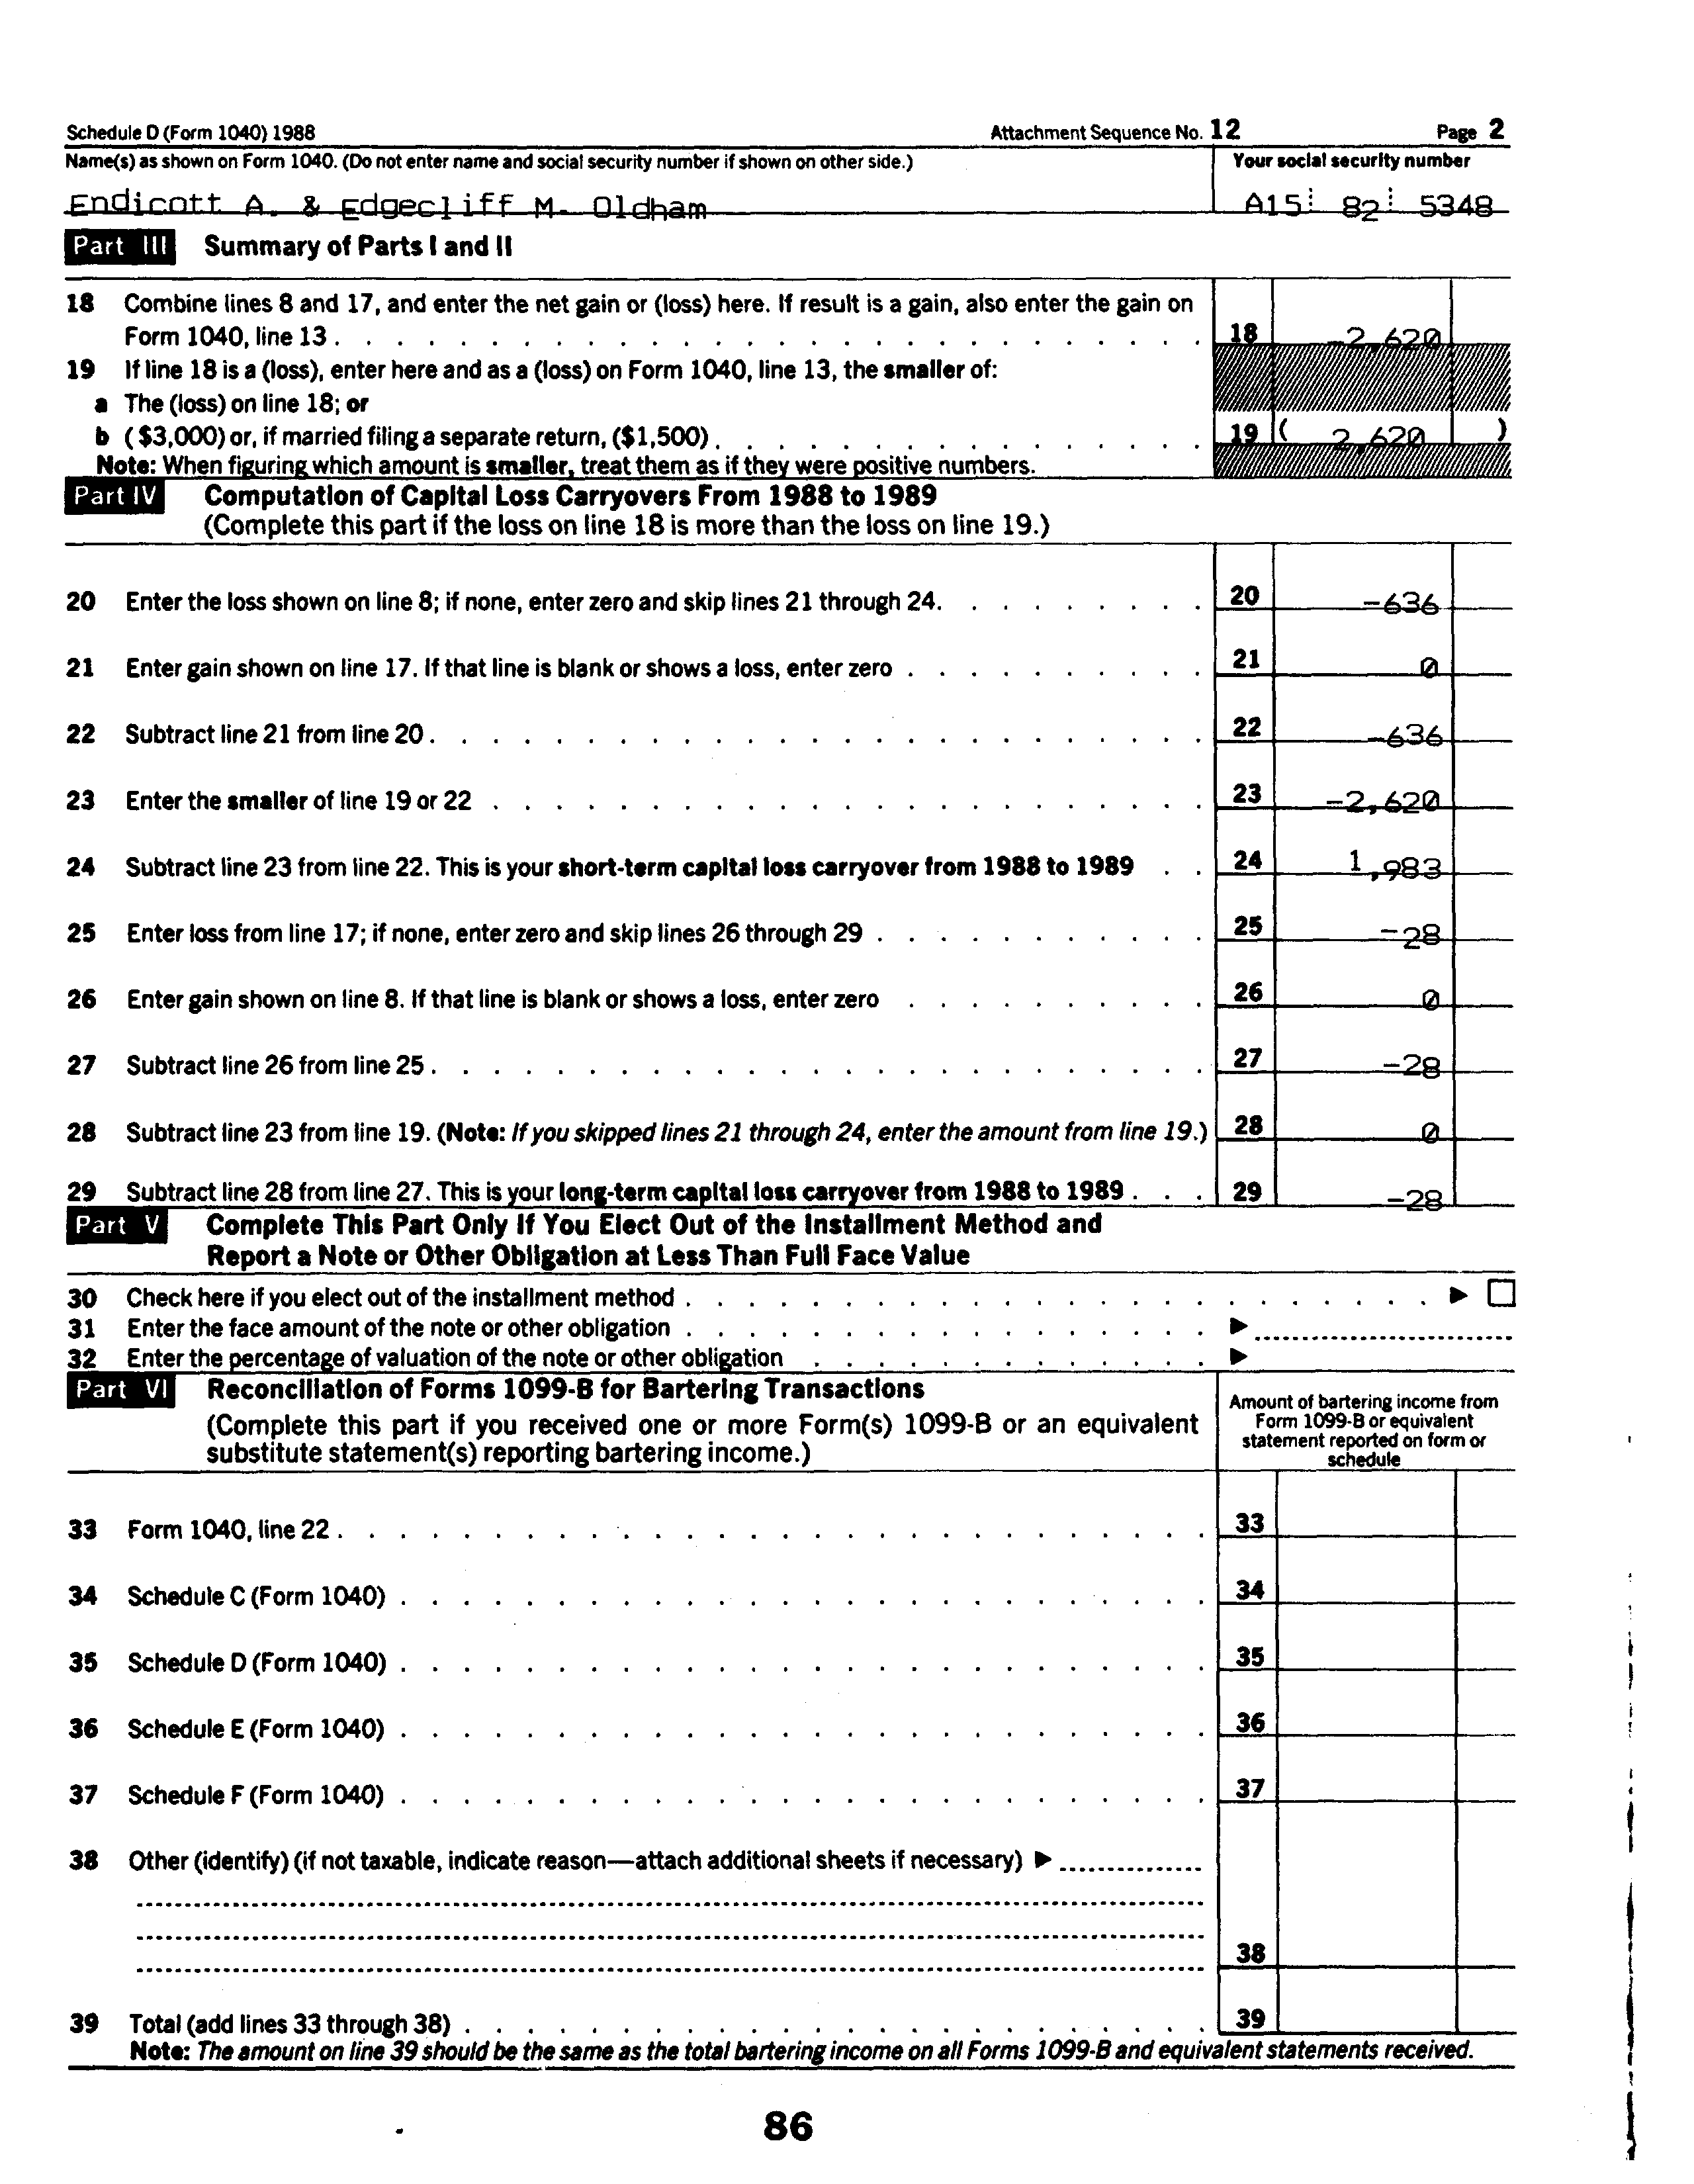 Schedule D (Form 1040) 1988 Attachment Sequence No. 12 Page 2
Name(s) as shown on Form 1040. (Do not enter name and social security number if shown on other side.) Your social security number
Endicott A. & Edgecliff M. Oldham A15 82 5348
Part III Summary of Parts I and II
18 Combine lines 8 and 17, and enter the net gain or (loss) here. If result is a gain, also enter the gain on
Form 1040, line 13 . . . . . . . . . . 18 -2,620
19 If line 18 is a (loss), enter here and as a (loss) on Form 1040, line 13, the smaller of:
a The (loss) on line 18; or
b ($3,000) or, if married filing a separate return, ($1,500) . . . . . . . . . . 19 ( 2,620 )
Note: When figuring which amount is smaller, treat them as if they were positive numbers.
Part IV Computation of Capital Loss Carryovers From 1988 to 1989
(Complete this part if the loss on line 18 is more than the loss on line 19.)
20 Enter the loss shown on line 8; if none, enter zero and skip lines 21 through 24. . . . . . . . . . 20 -636
21 Enter gain shown on line 17. If that line is blank or shows a loss, enter zero . . . . . . . . . . 21 0
22 Subtract line 21 from line 20 . . . . . . . . . . 22 -636
23 Enter the smaller of line 19 or 22 . . . . . . . . . . 23 -2,620
24 Subtract line 23 from line 22. This is your short-term capital loss carryover from 1988 to 1989 . . 24 1,983
25 Enter loss from line 17; if none, enter zero and skip lines 26 through 29 . . . . . . . . . . 25 -28
26 Enter gain shown on line 8. If that line is blank or shows a loss, enter zero . . . . . . . . . . 26 0
27 Subtract line 26 from line 25 . . . . . . . . . . 27 -28
28 Subtract line 23 from line 19. (Note: If you skipped lines 21 through 24, enter the amount from line 19.) 28 0
29 Subtract line 28 from line 27. This is your long-term capital loss carryover from 1988 to 1989 . . . 29 -28
Part V Complete This Part Only If You Elect Out of the Installment Method and
Report a Note or Other Obligation at Less Than Full Face Value
30 Check here if you elect out of the installment method . . . . . . . . . . ▶ ☐
31 Enter the face amount of the note or other obligation . . . . . . . . . . ▶
32 Enter the percentage of valuation of the note or other obligation . . . . . . . . . . ▶
Part VI Reconciliation of Forms 1099-B for Bartering Transactions
(Complete this part if you received one or more Form(s) 1099-B or an equivalent
substitute statement(s) reporting bartering income.)
Amount of bartering income from
Form 1099-B or equivalent
statement reported on form or
schedule
33 Form 1040, line 22 . . . . . . . . . . 33
34 Schedule C (Form 1040) . . . . . . . . . . 34
35 Schedule D (Form 1040) . . . . . . . . . . 35
36 Schedule E (Form 1040) . . . . . . . . . . 36
37 Schedule F (Form 1040) . . . . . . . . . . 37
38 Other (identify) (if not taxable, indicate reason—attach additional sheets if necessary) ▶
38
39 Total (add lines 33 through 38) . . . . . . . . . . 39
Note: The amount on line 39 should be the same as the total bartering income on all Forms 1099-B and equivalent statements received.
86